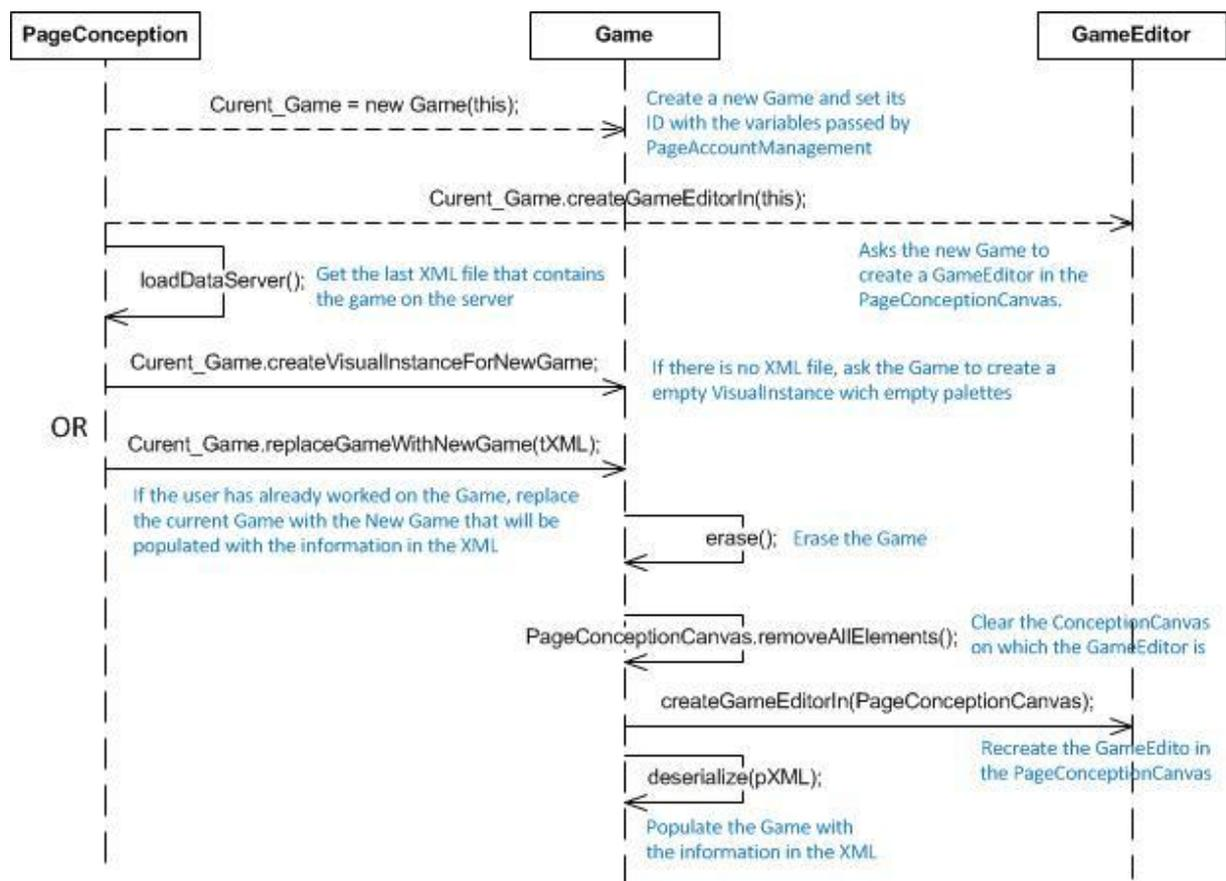 PageConception
Game
GameEditor
Curent_Game = new Game(this);
Create a new Game and set its
ID with the variables passed by
PageAccountManagement
Curent_Game.createGameEditorIn(this);
Asks the new Game to
create a GameEditor in the
PageConceptionCanvas.
loadDataServer();
Get the last XML file that contains
the game on the server
Curent_Game.createVisualInstanceForNewGame;
If there is no XML file, ask the Game to create a
empty VisualInstance wich empty palettes
OR
Curent_Game.replaceGameWithNewGame(tXML);
If the user has already worked on the Game, replace
the current Game with the New Game that will be
populated with the information in the XML
erase();
Erase the Game
PageConceptionCanvas.removeAllElements();
Clear the ConceptionCanvas
on which the GameEditor is
createGameEditorIn(PageConceptionCanvas);
Recreate the GameEdito in
the PageConceptionCanvas
deserialize(pXML);
Populate the Game with
the information in the XML